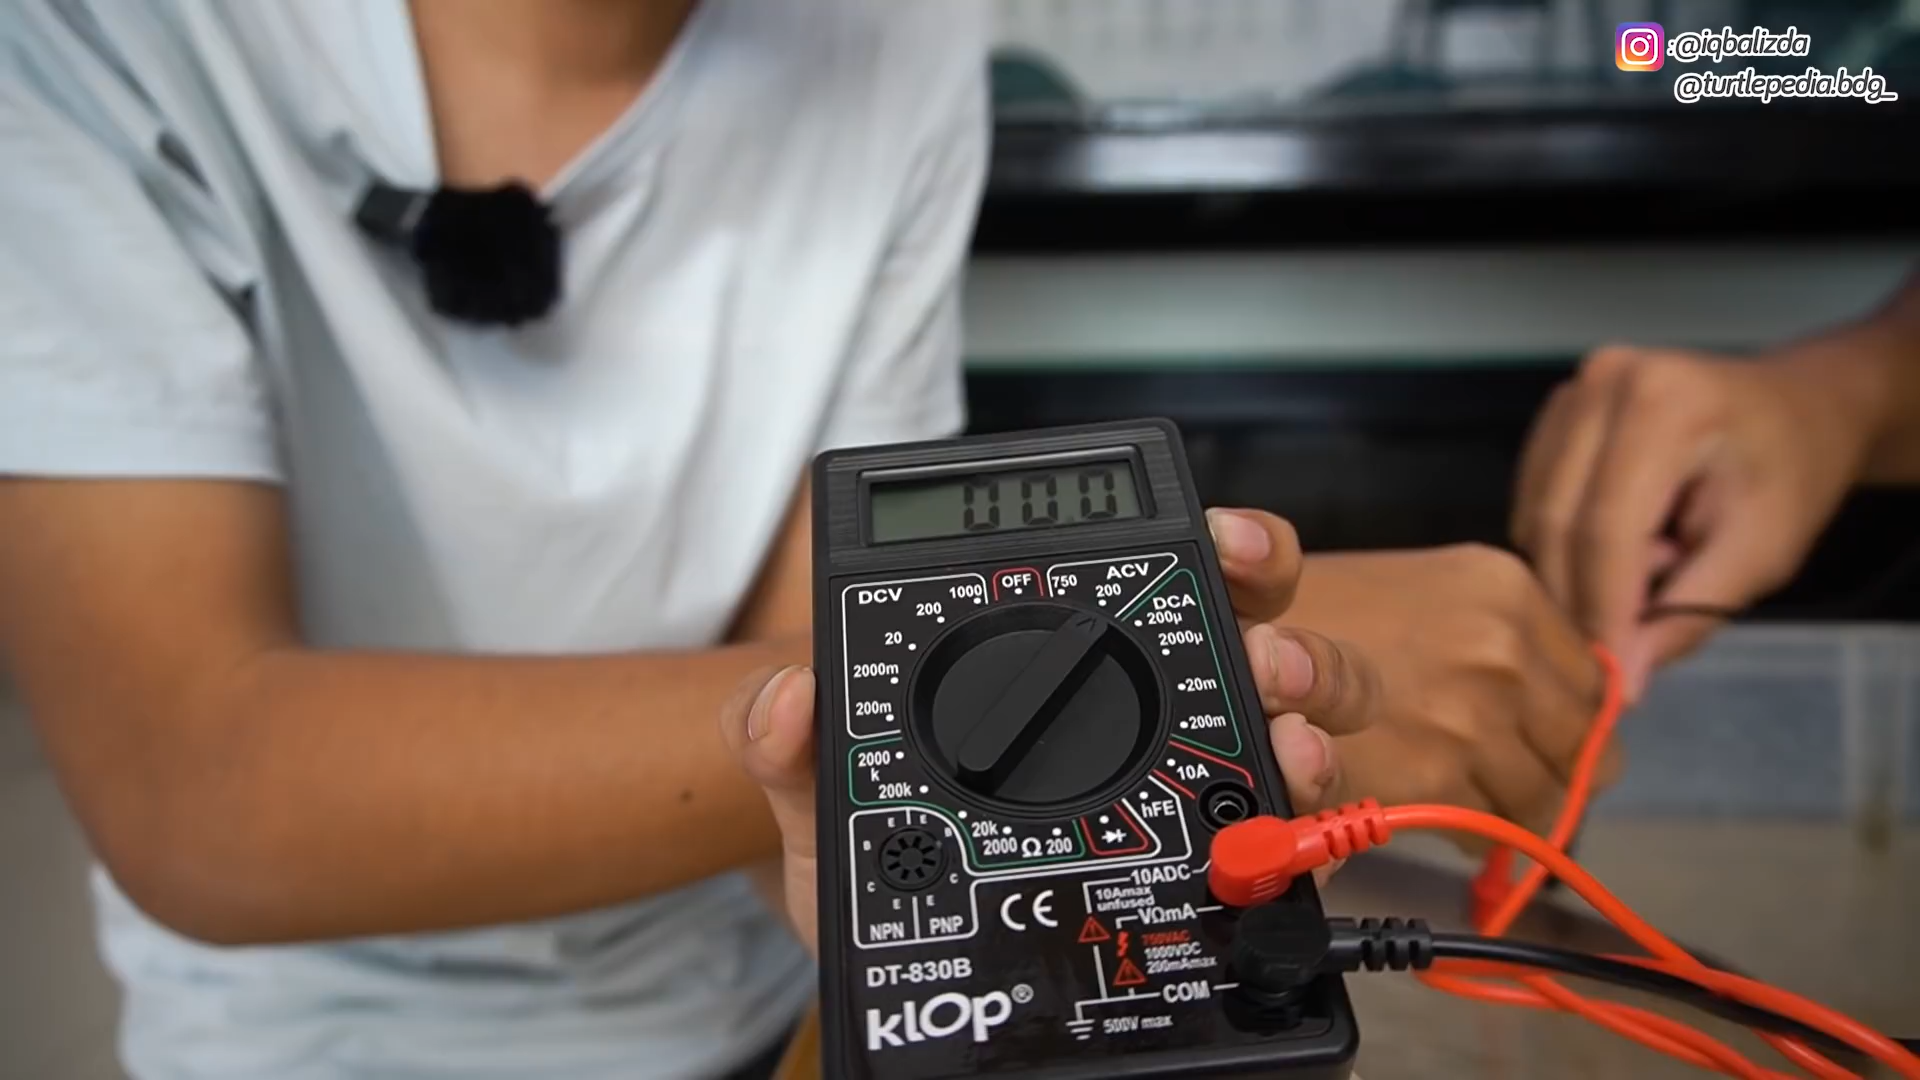 :@iqbalizda
@turtlepedia.bdg_
00.0
DCV
1000
OFF
750
ACV
200
200
DCA
20
200µ
2000µ
2000m
20m
200m
200m
2000
k
10A
200k
hFE
20k
2000 Ω 200
E E
B B
C C
E E
NPN PNP
CE
10ADC
10Amax
unfused
VΩmA
750VAC
1000VDC
200mAmax
COM
500V max
DT-830B
klop®